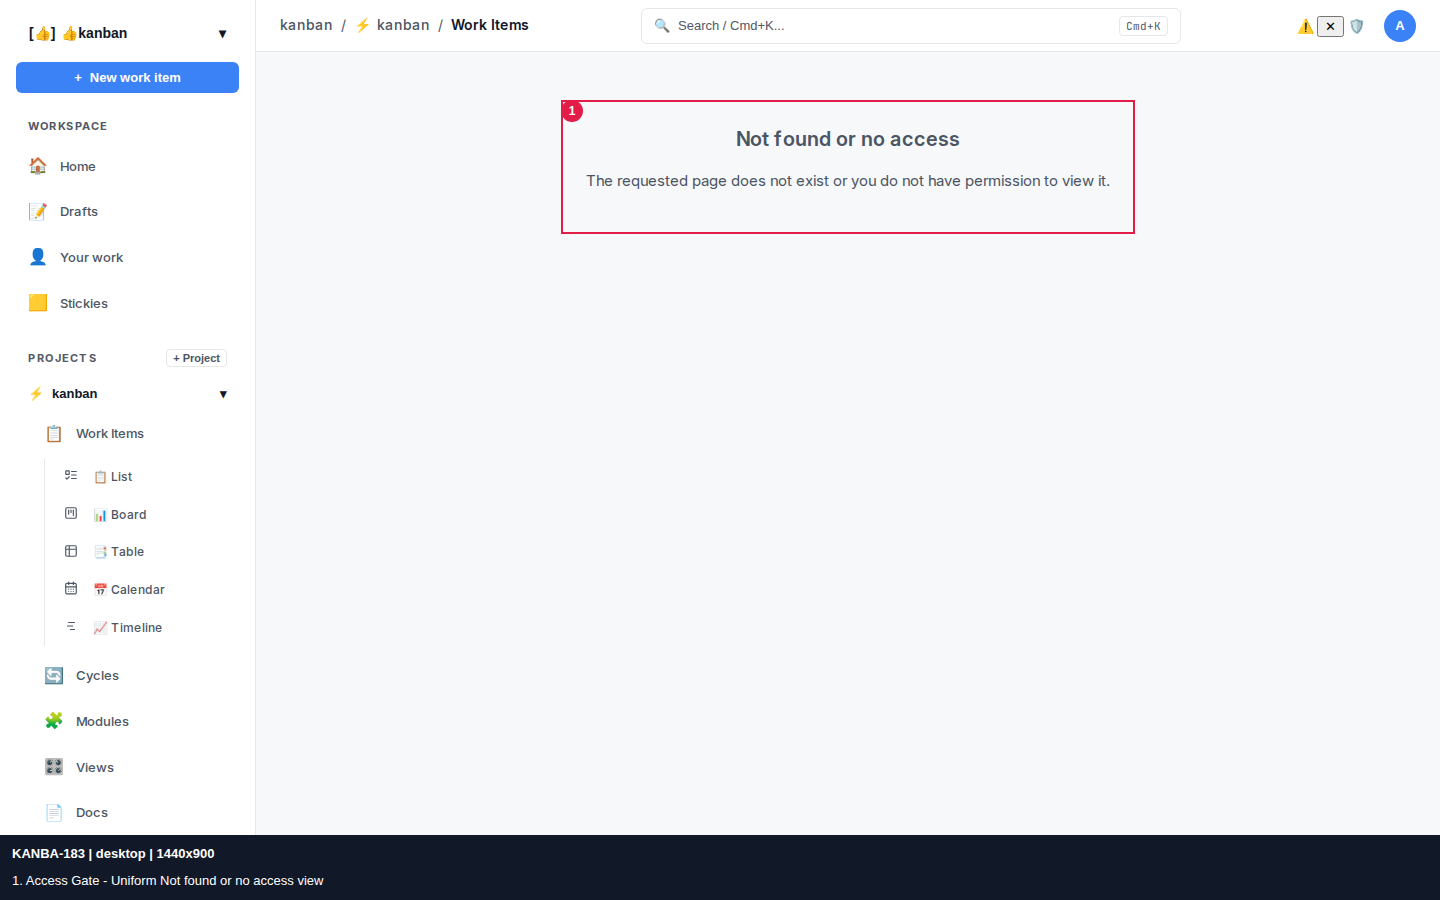 [👍] 👍kanban ▼
+ New work item
WORKSPACE
🏠 Home
📝 Drafts
👤 Your work
🟨 Stickies
PROJECTS
+ Project
⚡ kanban ▼
📋 Work Items
📋 List
📊 Board
📑 Table
📅 Calendar
📈 Timeline
🔄 Cycles
🧩 Modules
🎛️ Views
📄 Docs
kanban / ⚡ kanban / Work Items
🔍 Search / Cmd+K... Cmd+K
⚠️ ✕ 🛡️ A
1
Not found or no access
The requested page does not exist or you do not have permission to view it.
KANBA-183 | desktop | 1440x900
1. Access Gate - Uniform Not found or no access view